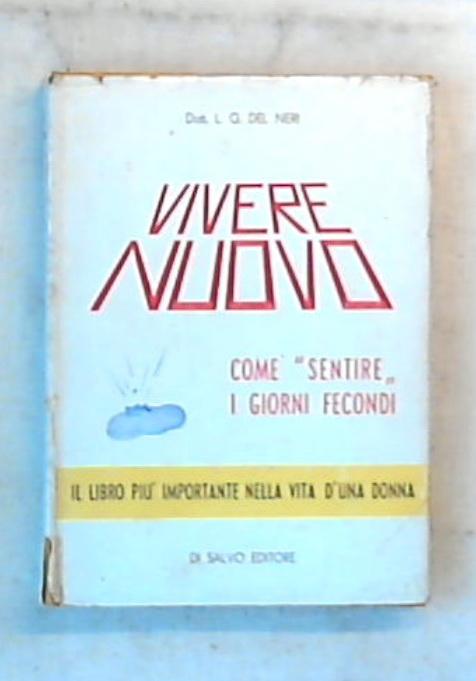 Dott. L. G. DEL NERI
VIVERE
NUOVO
COME "SENTIRE„
I GIORNI FECONDI
IL LIBRO PIU' IMPORTANTE NELLA VITA D'UNA DONNA
DI SALVO EDITORE